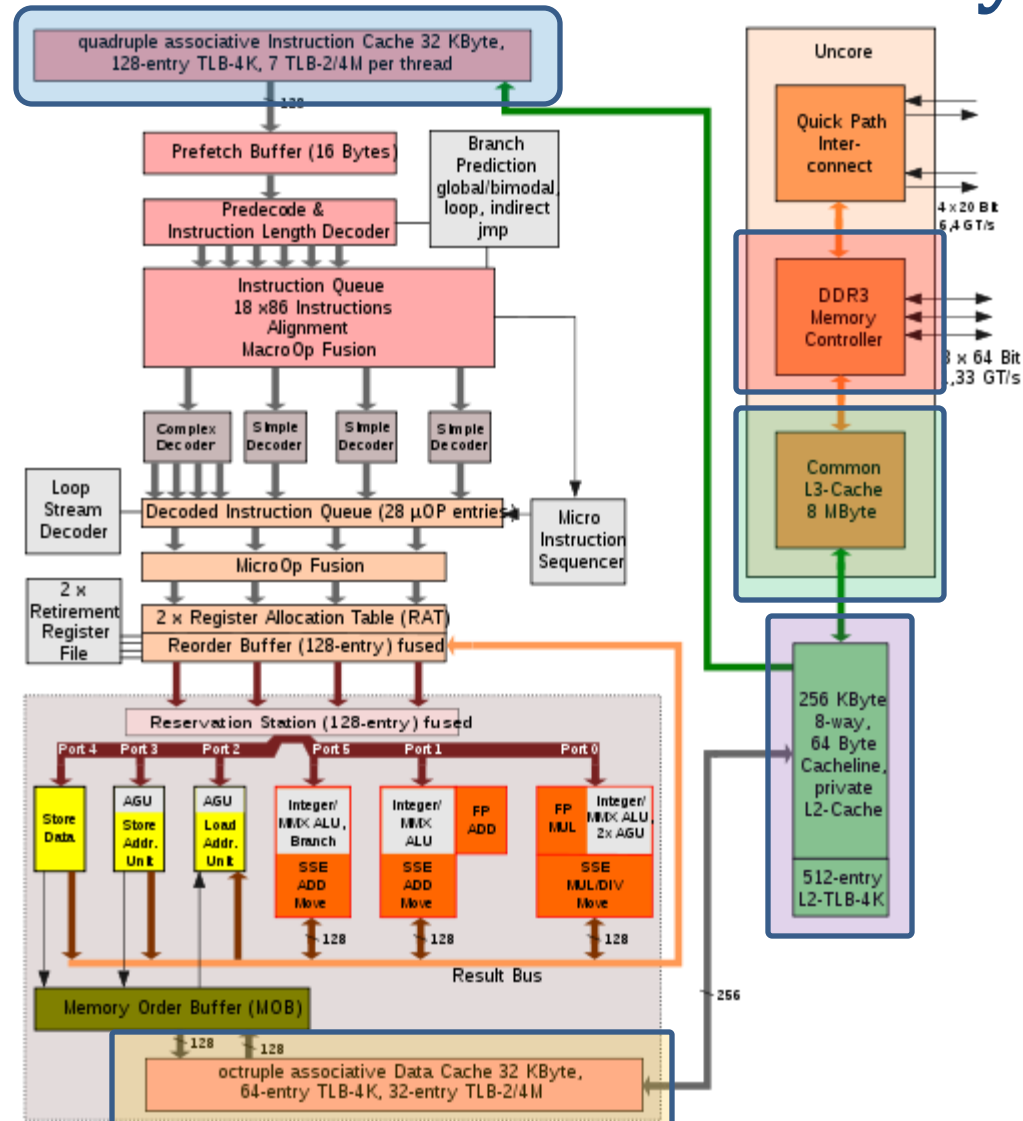 quadruple associative Instruction Cache 32 KByte,
128-entry TLB-4K, 7 TLB-2/4M per thread
128
Prefetch Buffer (16 Bytes)
Predecode &
Instruction Length Decoder
Branch
Prediction
global/bimodal,
loop, indirect
jmp
Instruction Queue
18 x86 Instructions
Alignment
MacroOp Fusion
Complex
Decoder
Simple
Decoder
Simple
Decoder
Simple
Decoder
Loop
Stream
Decoder
Decoded Instruction Queue (28 µOP entries)
Micro
Instruction
Sequencer
MicroOp Fusion
2 x
Retirement
Register
File
2 x Register Allocation Table (RAT)
Reorder Buffer (128-entry) fused
Reservation Station (128-entry) fused
Port 4
Port 3
Port 2
Port 5
Port 1
Port 0
Store
Data
AGU
Store
Addr.
Unit
AGU
Load
Addr.
Unit
Integer/
MMX ALU,
Branch
SSE
ADD
Move
Integer/
MMX
ALU
FP
ADD
SSE
ADD
Move
FP
MUL
Integer/
MMX ALU,
2x AGU
SSE
MUL/DIV
Move
128
128
128
Result Bus
Memory Order Buffer (MOB)
128
128
octruple associative Data Cache 32 KByte,
64-entry TLB-4K, 32-entry TLB-2/4M
256
Uncore
Quick Path
Inter-
connect
4 x 20 Bit
6,4 GT/s
DDR3
Memory
Controller
x 64 Bit
,33 GT/s
Common
L3-Cache
8 MByte
256 KByte
8-way,
64 Byte
Cacheline,
private
L2-Cache
512-entry
L2-TLB-4K